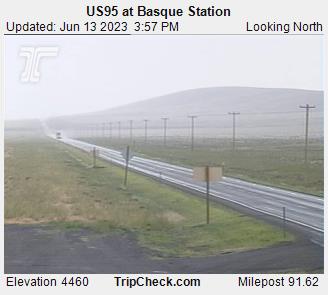 US95 at Basque Station
Updated: Jun 13 2023 3:57 PM Looking North
Elevation 4460 TripCheck.com Milepost 91.62